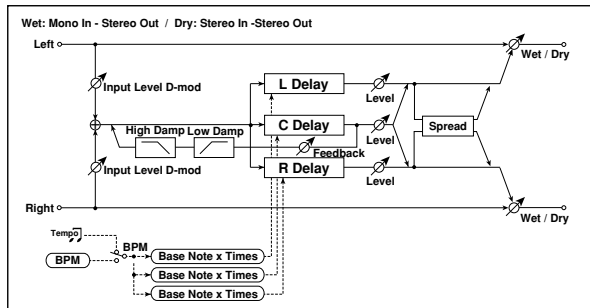 Wet: Mono In - Stereo Out / Dry: Stereo In -Stereo Out
Left
Wet / Dry
Input Level D-mod
L Delay
Level
High Damp
Low Damp
C Delay
Level
Spread
Feedback
Input Level D-mod
R Delay
Level
Right
Wet / Dry
Tempo
BPM
BPM
Base Note x Times
Base Note x Times
Base Note x Times